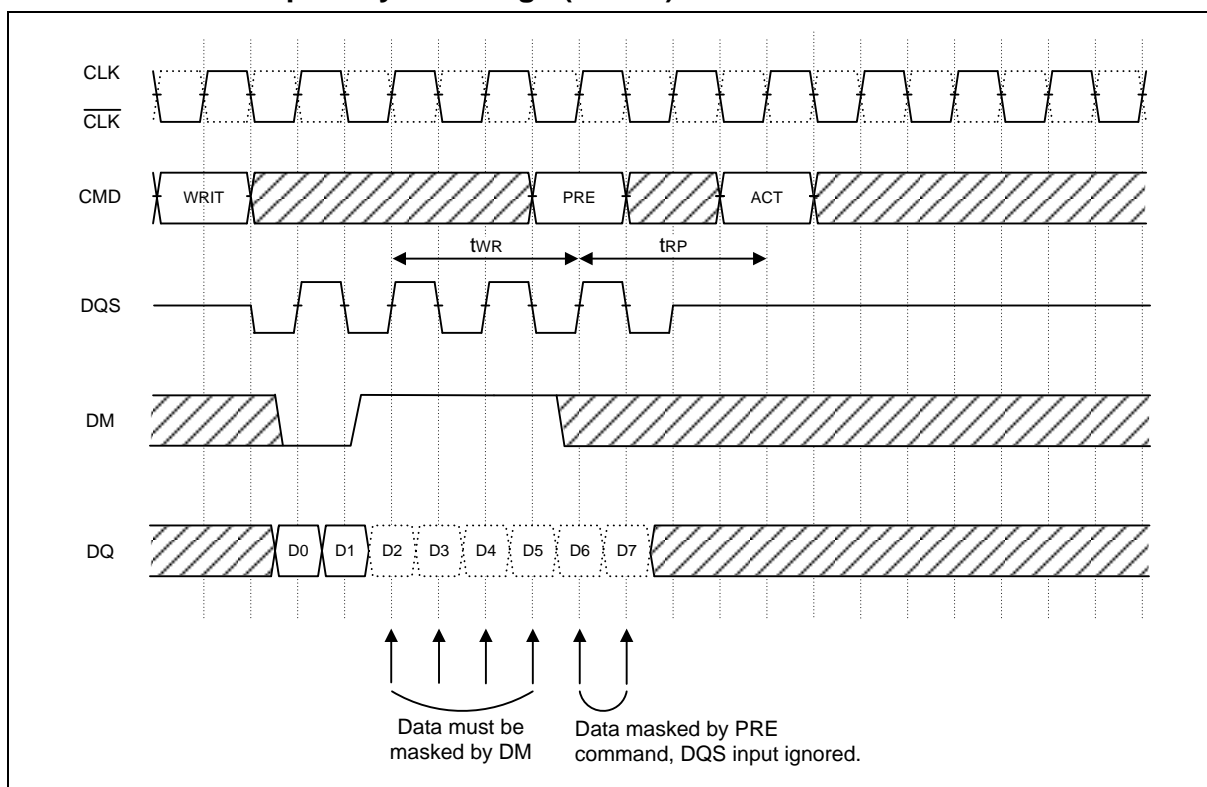 CLK
CLK
CMD
WRIT
PRE
ACT
tWR
tRP
DQS
DM
DQ
D0 D1 D2 D3 D4 D5 D6 D7
Data must be
masked by DM
Data masked by PRE
command, DQS input ignored.